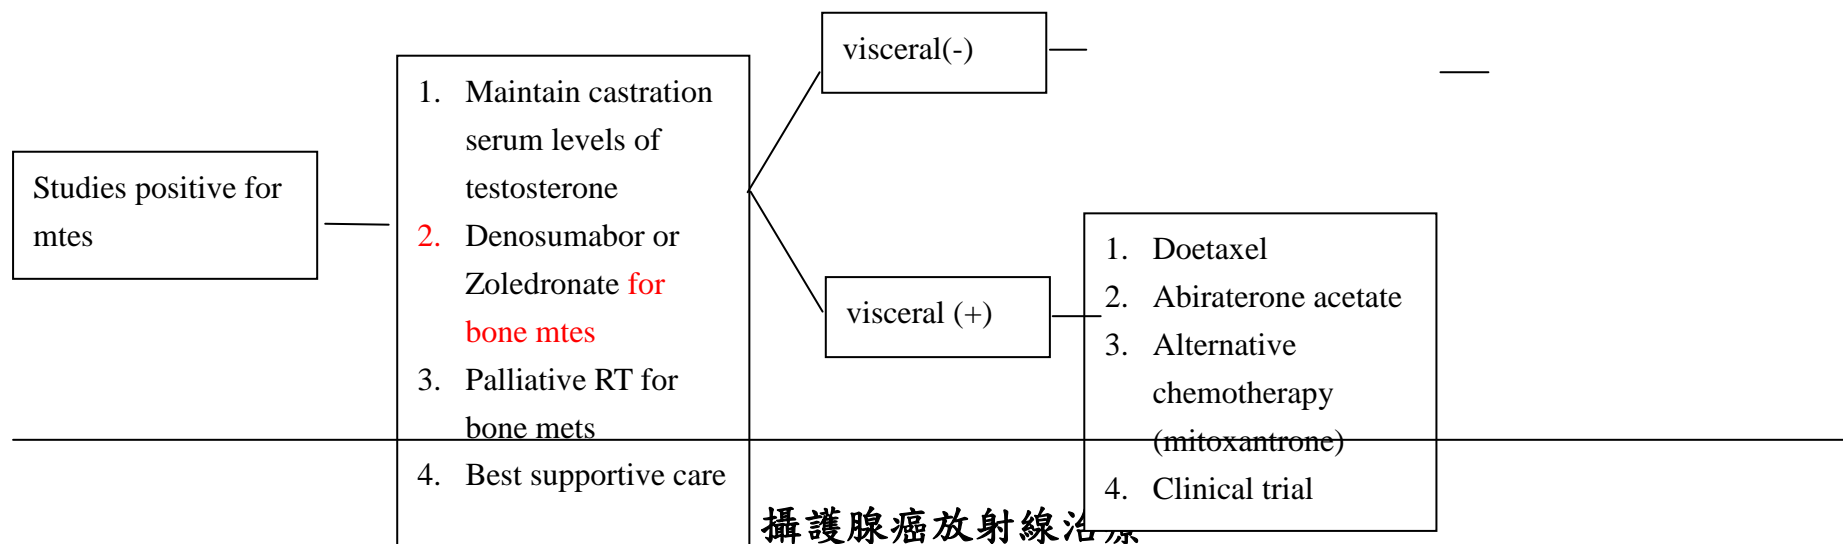 Studies positive for
mtes
1. Maintain castration
serum levels of
testosterone
2. Denosumabor or
Zoledronate for
bone mtes
3. Palliative RT for
bone mets
4. Best supportive care
visceral(-)
visceral (+)
1. Doetaxel
2. Abiraterone acetate
3. Alternative
chemotherapy
(mitoxantrone)
4. Clinical trial
攝護腺癌放射線治療